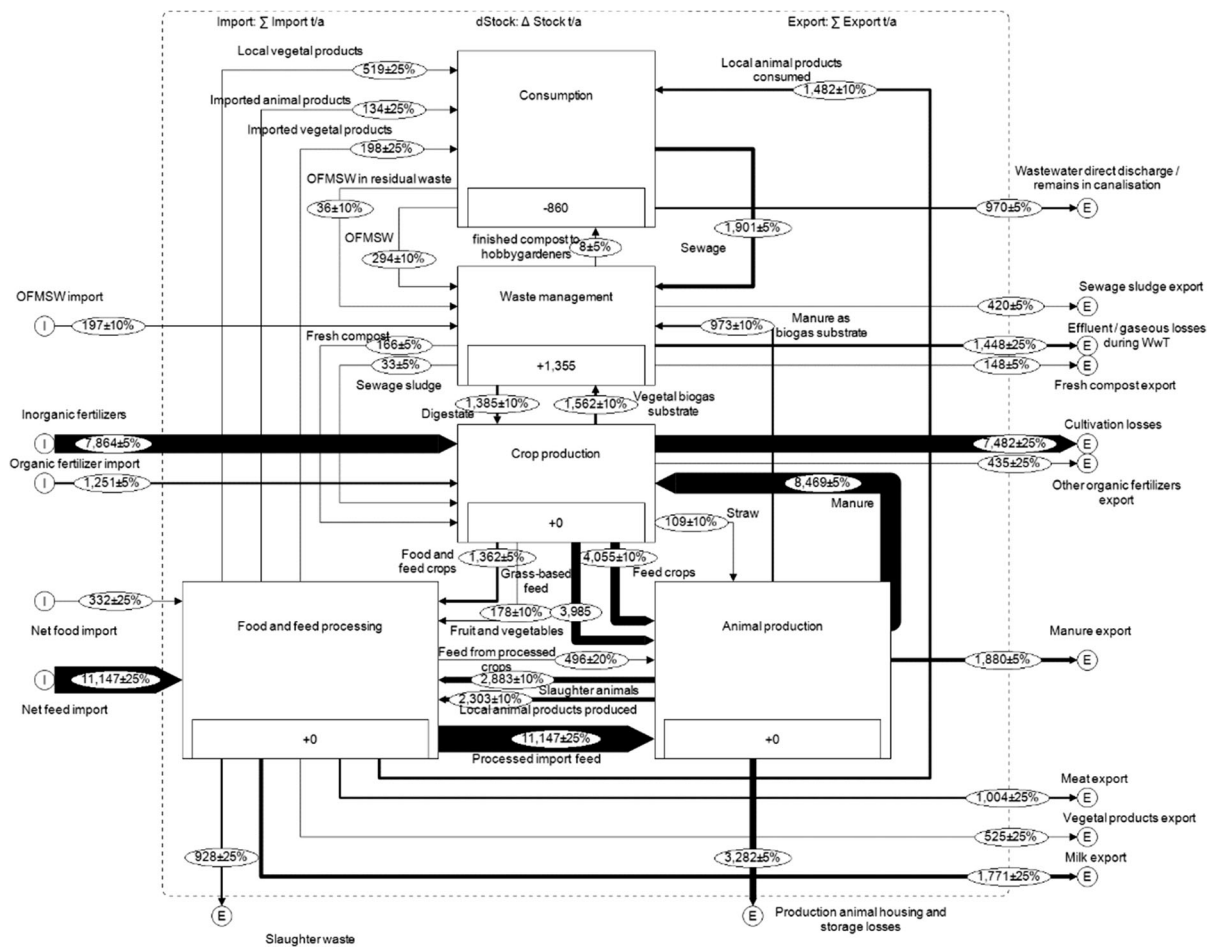 Import: ∑ Import t/a
dStock: Δ Stock t/a
Export: ∑ Export t/a
Local vegetal products
519±25%
Local animal products
consumed
1,482±10%
Consumption
Imported animal products
134±25%
Imported vegetal products
198±25%
OFMSW in residual waste
36±10%
-860
Wastewater direct discharge /
remains in canalisation
970±5%
E
OFMSW
294±10%
finished compost to
hobbygardeners
8±5%
1,901±5%
Sewage
Waste management
OFMSW import
I
197±10%
Sewage sludge export
420±5%
E
Manure as
biogas substrate
973±10%
Effluent / gaseous losses
during WwT
1,448±25%
E
Fresh compost
166±5%
33±5%
Sewage sludge
+1,355
148±5%
E
Fresh compost export
1,385±10%
Digestate
1,562±10%
Vegetal biogas
substrate
Inorganic fertilizers
I
7,864±5%
Crop production
Cultivation losses
7,482±25%
E
435±25%
E
Other organic fertilizers
export
Organic fertilizer import
I
1,251±5%
8,469±5%
Manure
+0
109±10%
Straw
Food and
feed crops
1,362±5%
Grass-based
feed
4,055±10%
Feed crops
I
332±25%
Net food import
178±10%
Fruit and vegetables
3,985
Food and feed processing
Animal production
Feed from processed
crops
496±20%
Manure export
1,880±5%
E
I
11,147±25%
Net feed import
2,883±10%
Slaughter animals
2,303±10%
Local animal products produced
+0
11,147±25%
Processed import feed
+0
Meat export
1,004±25%
E
Vegetal products export
525±25%
E
928±25%
3,282±5%
Milk export
1,771±25%
E
E
Slaughter waste
E
Production animal housing and
storage losses